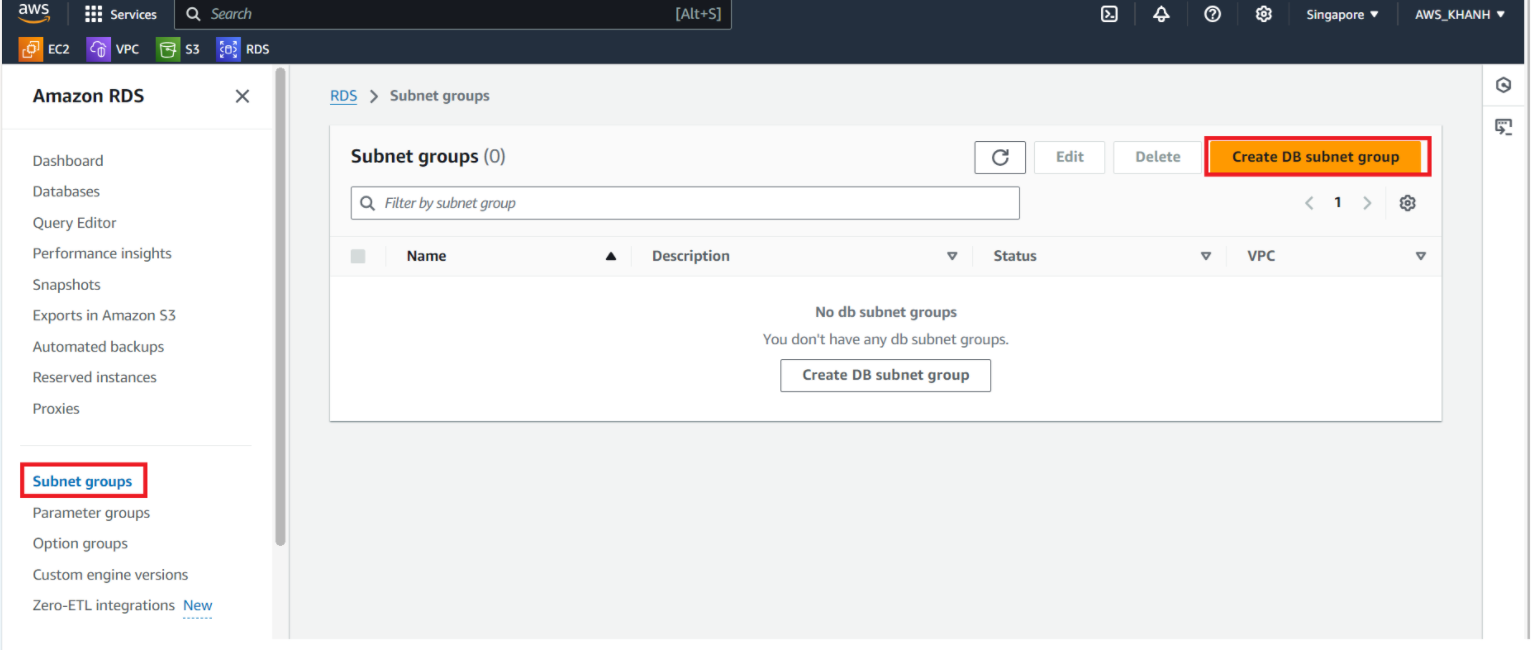 aws Services Search [Alt+S] Singapore AWS_KHANH
EC2 VPC S3 RDS
Amazon RDS
Dashboard
Databases
Query Editor
Performance insights
Snapshots
Exports in Amazon S3
Automated backups
Reserved instances
Proxies
Subnet groups
Parameter groups
Option groups
Custom engine versions
Zero-ETL integrations New
RDS > Subnet groups
Subnet groups (0) Edit Delete Create DB subnet group
Filter by subnet group 1
Name Description Status VPC
No db subnet groups
You don't have any db subnet groups.
Create DB subnet group